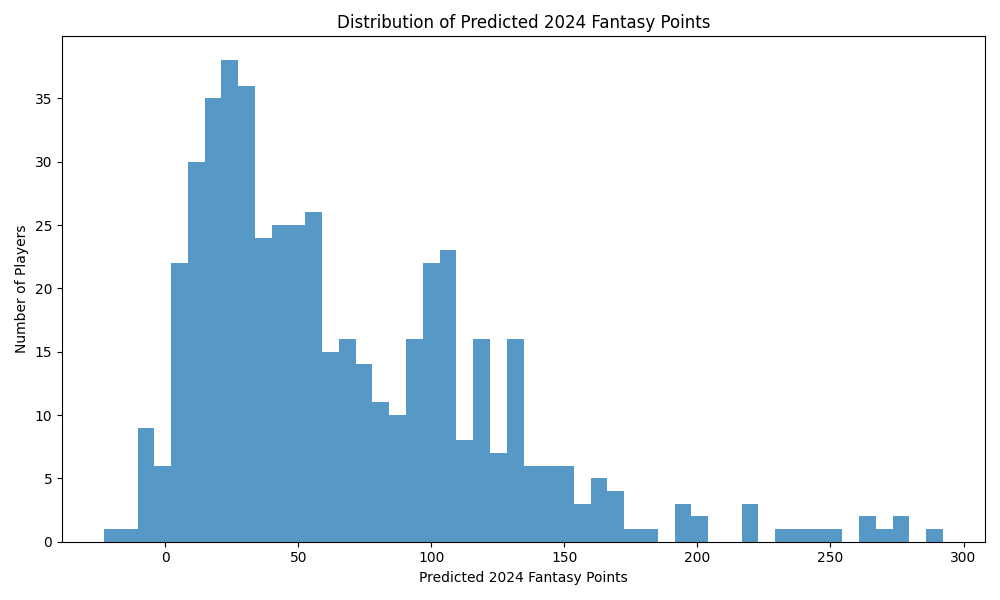 Distribution of Predicted 2024 Fantasy Points
Number of Players
35
30
25
20
15
10
5
0
0 50 100 150 200 250 300
Predicted 2024 Fantasy Points